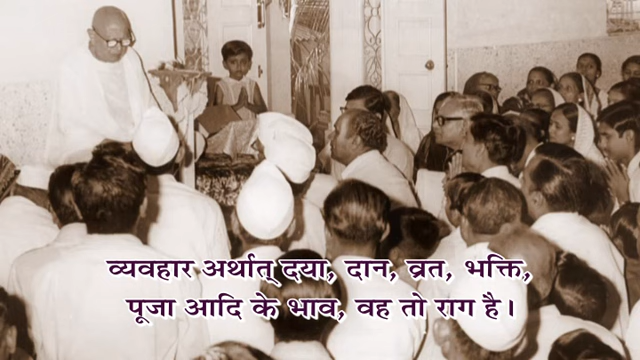 व्यवहार अर्थात् दया, दान, व्रत, भक्ति,
पूजा आदि के भाव, वह तो राग है।